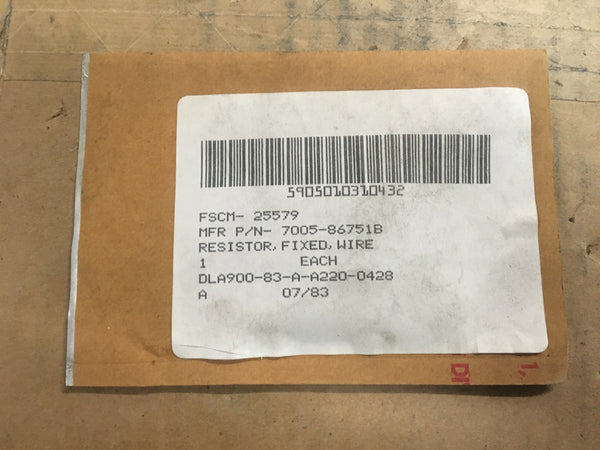 5905010310432
FSCM- 25579
MFR P/N- 7005-86751B
RESISTOR, FIXED, WIRE
1 EACH
DLA900-83-A-A220-0428
A 07/83